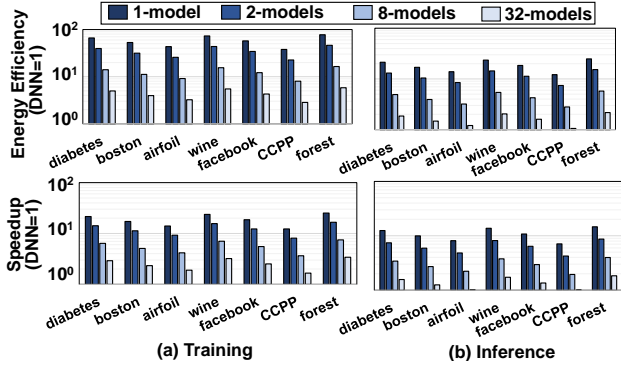 1-model 2-models 8-models 32-models
Energy Efficiency
(DNN=1)
10²
10¹
10⁰
diabetes boston airfoil wine facebook CCPP forest
diabetes boston airfoil wine facebook CCPP forest
Speedup
(DNN=1)
10²
10¹
10⁰
diabetes boston airfoil wine facebook CCPP forest
diabetes boston airfoil wine facebook CCPP forest
(a) Training (b) Inference